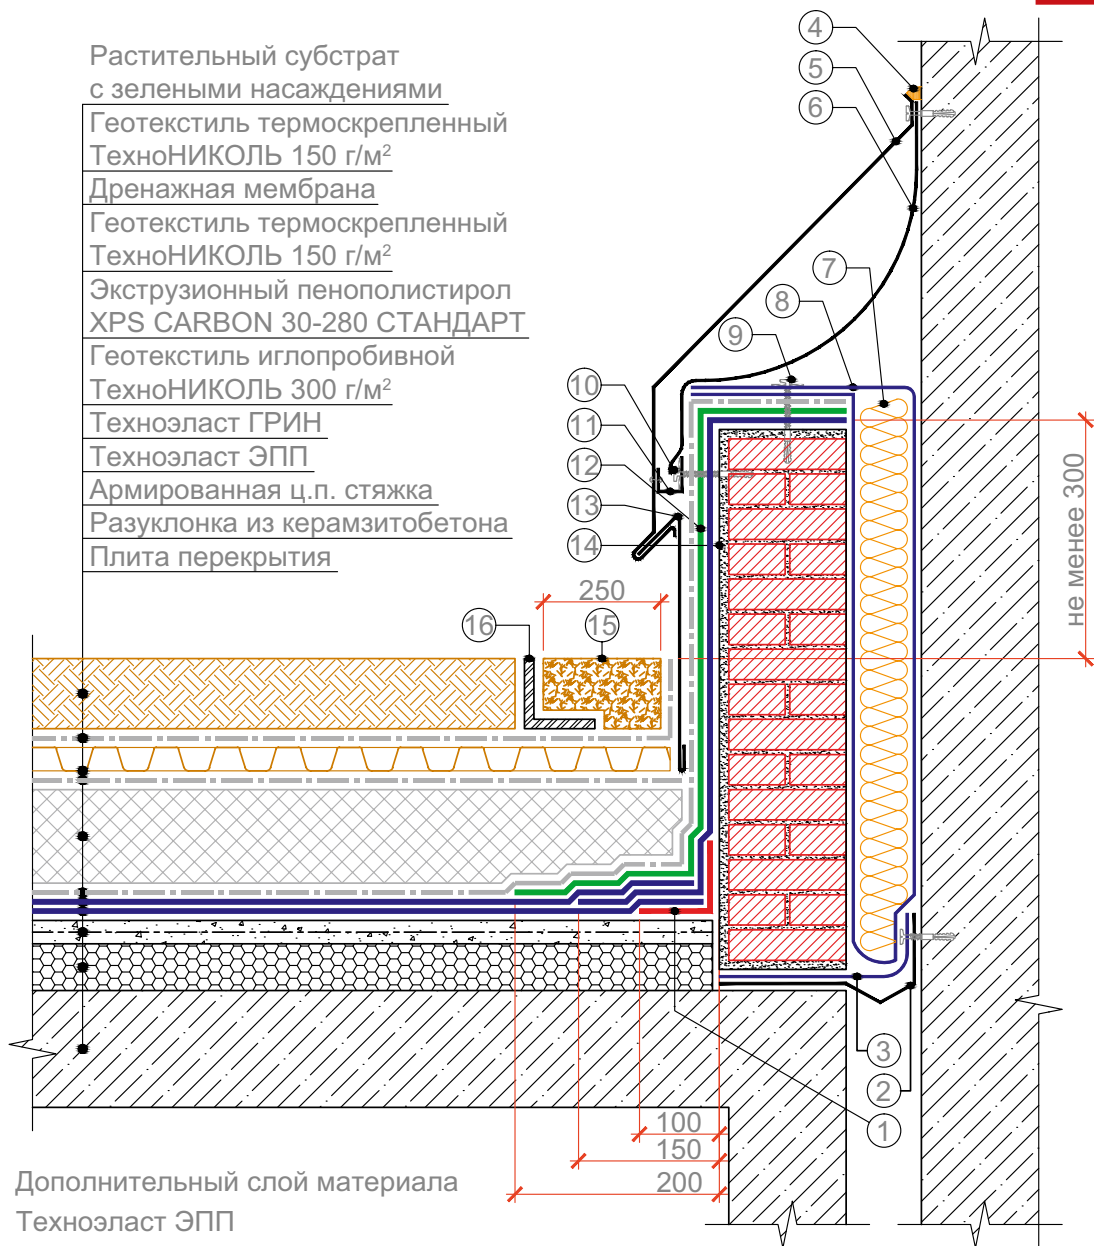 Растительный субстрат
с зелеными насаждениями
Геотекстиль термоскрепленный
ТехноНИКОЛЬ 150 г/м²
Дренажная мембрана
Геотекстиль термоскрепленный
ТехноНИКОЛЬ 150 г/м²
Экструзионный пенополистирол
XPS CARBON 30-280 СТАНДАРТ
Геотекстиль иглопробивной
ТехноНИКОЛЬ 300 г/м²
Техноэласт ГРИН
Техноэласт ЭПП
Армированная ц.п. стяжка
Разуклонка из керамзитобетона
Плита перекрытия
4
5
6
7
8
9
10
11
12
13
14
250
16
15
не менее 300
3
2
1
100
150
200
Дополнительный слой материала
Техноэласт ЭПП